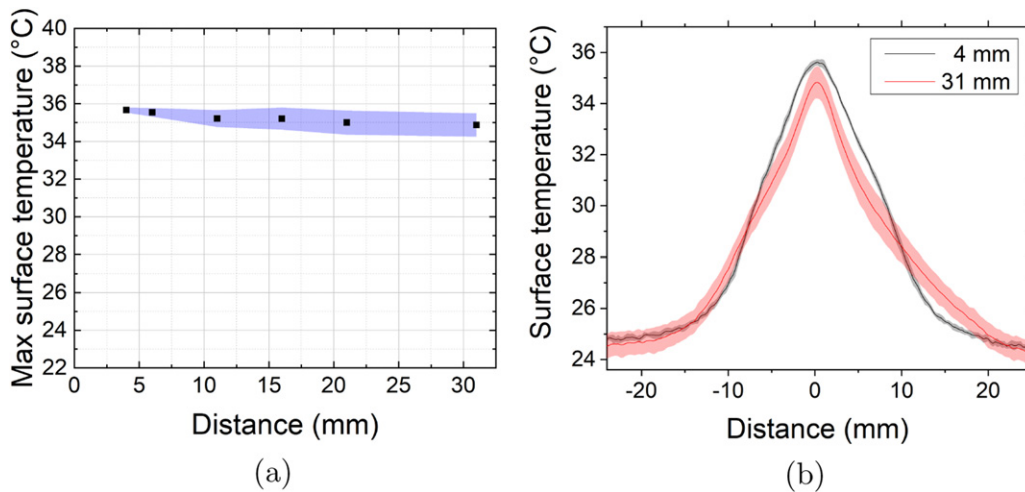 Max surface temperature (°C)
40
38
36
34
32
30
28
26
24
22
0 5 10 15 20 25 30
Distance (mm)
(a)
Surface temperature (°C)
36
34
32
30
28
26
24
4 mm
31 mm
-20 -10 0 10 20
Distance (mm)
(b)